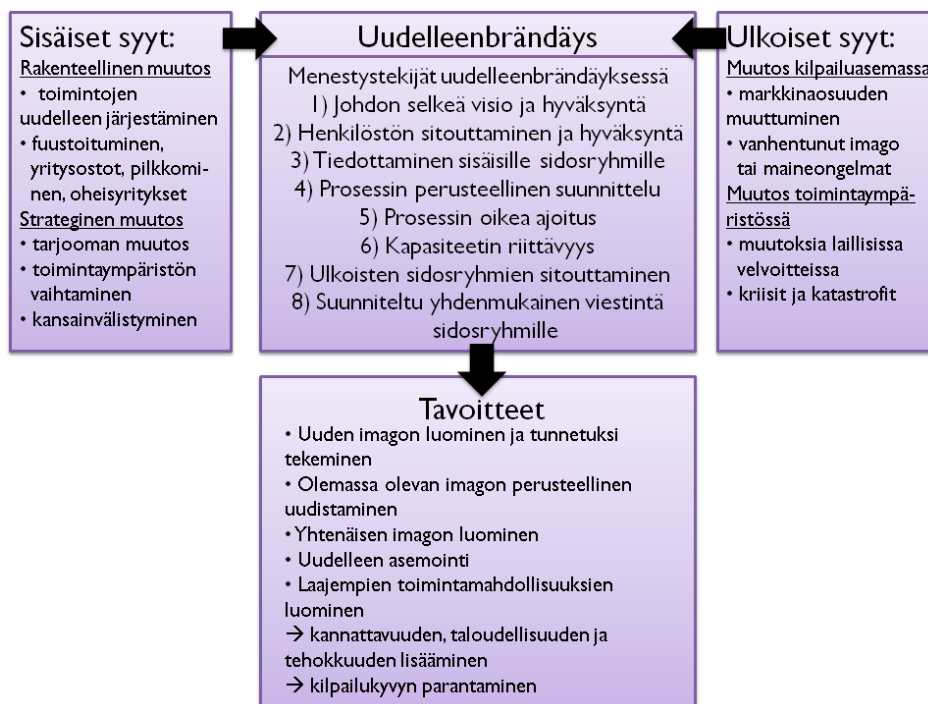 Sisäiset syyt:
Rakenteellinen muutos
• toimintojen
uudelleen järjestäminen
• fuustoituminen,
yritysostot, pilkkomi-
nen, oheisyritykset
Strateginen muutos
• tarjooman muutos
• toimintaympäristön
vaihtaminen
• kansainvälistyminen
Uudelleenbrändäys
Menestystekijät uudelleenbrändäyksessä
1) Johdon selkeä visio ja hyväksyntä
2) Henkilöstön sitouttaminen ja hyväksyntä
3) Tiedottaminen sisäisille sidosryhmille
4) Prosessin perusteellinen suunnittelu
5) Prosessin oikea ajoitus
6) Kapasiteetin riittävyys
7) Ulkoisten sidosryhmien sitouttaminen
8) Suunniteltu yhdenmukainen viestintä
sidosryhmille
Ulkoiset syyt:
Muutos kilpailuasemassa
• markkinaosuuden
muuttuminen
• vanhentunut imago
tai maineongelmat
Muutos toimintaympä-
ristössä
• muutoksia laillisissa
velvoitteissa
• kriisit ja katastrofit
Tavoitteet
• Uuden imagon luominen ja tunnetuksi
tekeminen
• Olemassa olevan imagon perusteellinen
uudistaminen
• Yhtenäisen imagon luominen
• Uudelleen asemointi
• Laajempien toimintamahdollisuuksien
luominen
→ kannattavuuden, taloudellisuuden ja
tehokkuuden lisääminen
→ kilpailukyvyn parantaminen